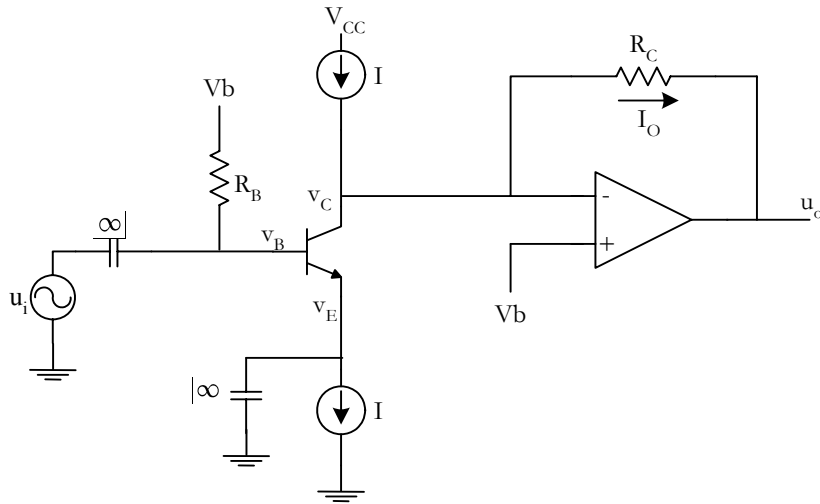 V_CC
I
R_C
I_O
Vb
R_B
v_C
∞
v_B
u_i
-
+
u_o
v_E
Vb
∞
I